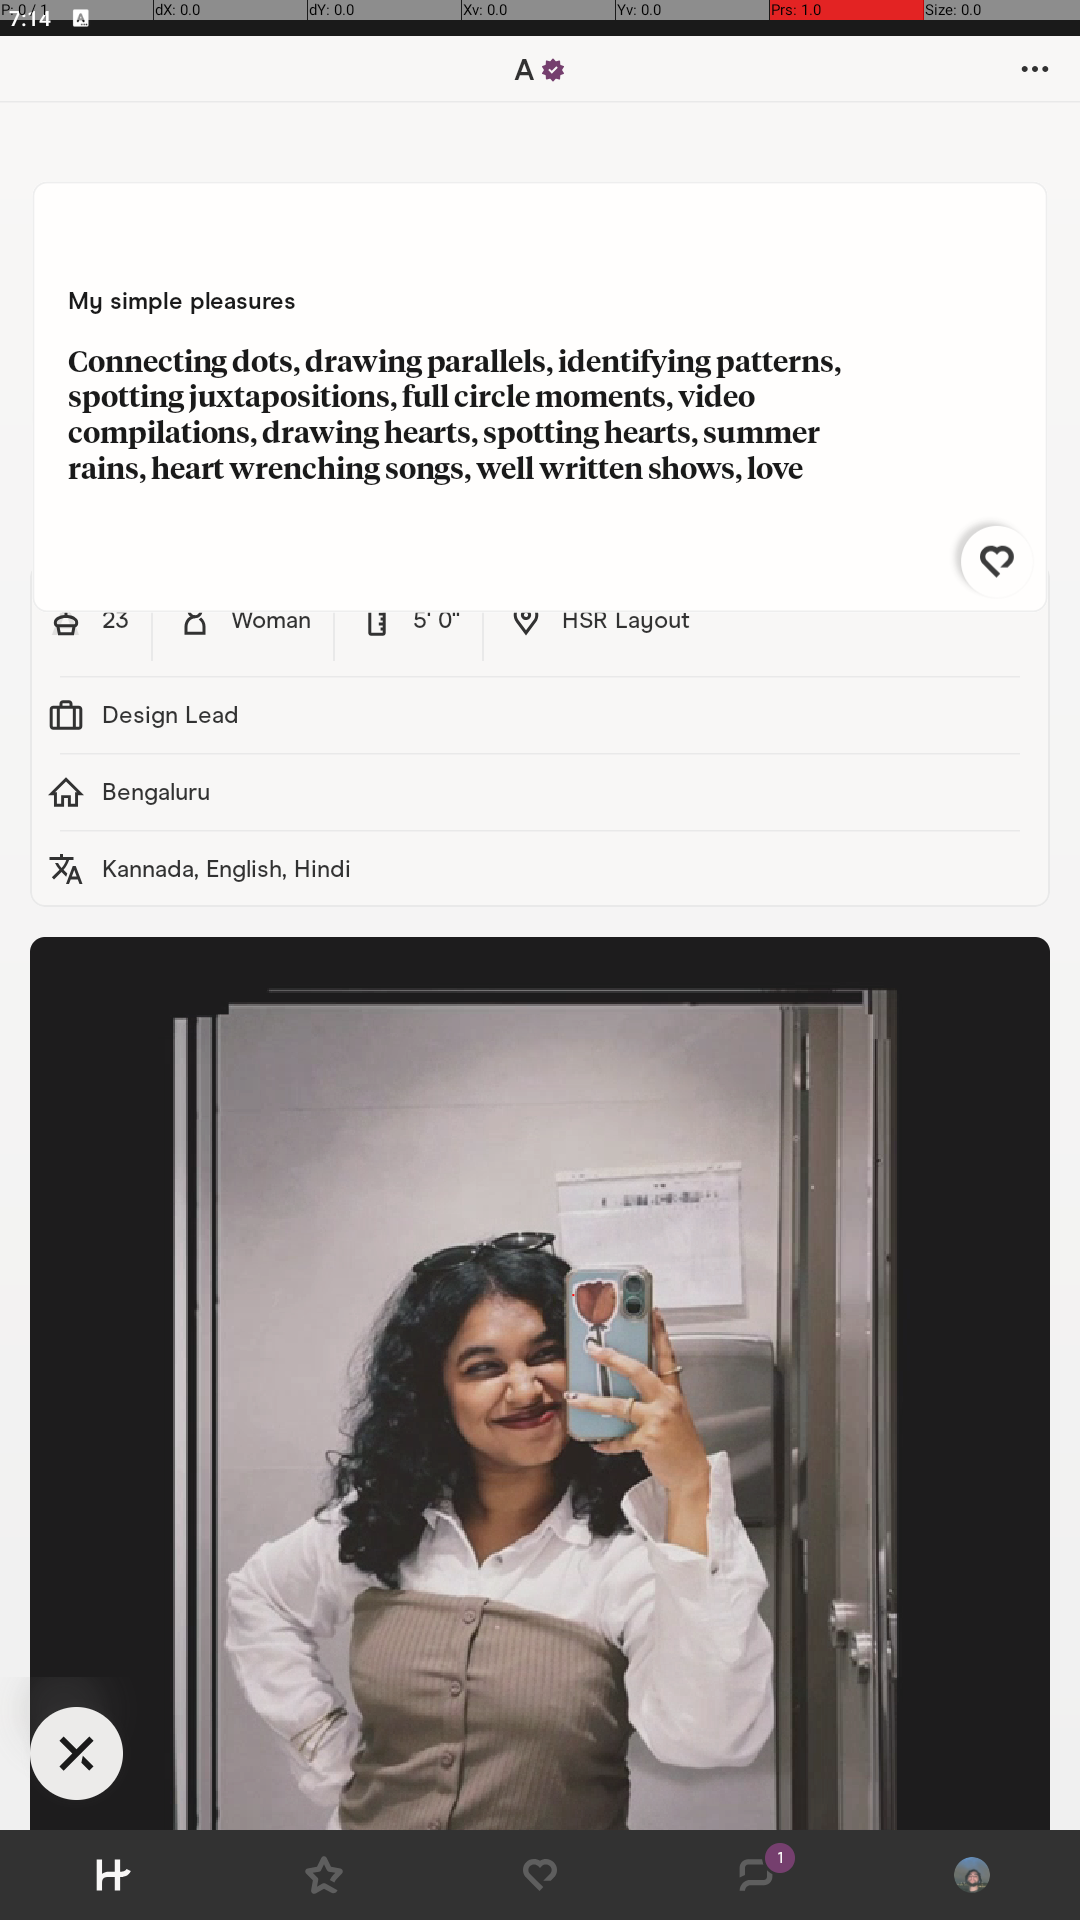 P: 0 / 1 dX: 0.0 dY: 0.0 Xv: 0.0 Yv: 0.0 Prs: 1.0 Size: 0.0
7:14 A
A
My simple pleasures
Connecting dots, drawing parallels, identifying patterns,
spotting juxtapositions, full circle moments, video
compilations, drawing hearts, spotting hearts, summer
rains, heart wrenching songs, well written shows, love
23 Woman 5' 0" HSR Layout
Design Lead
Bengaluru
Kannada, English, Hindi
1